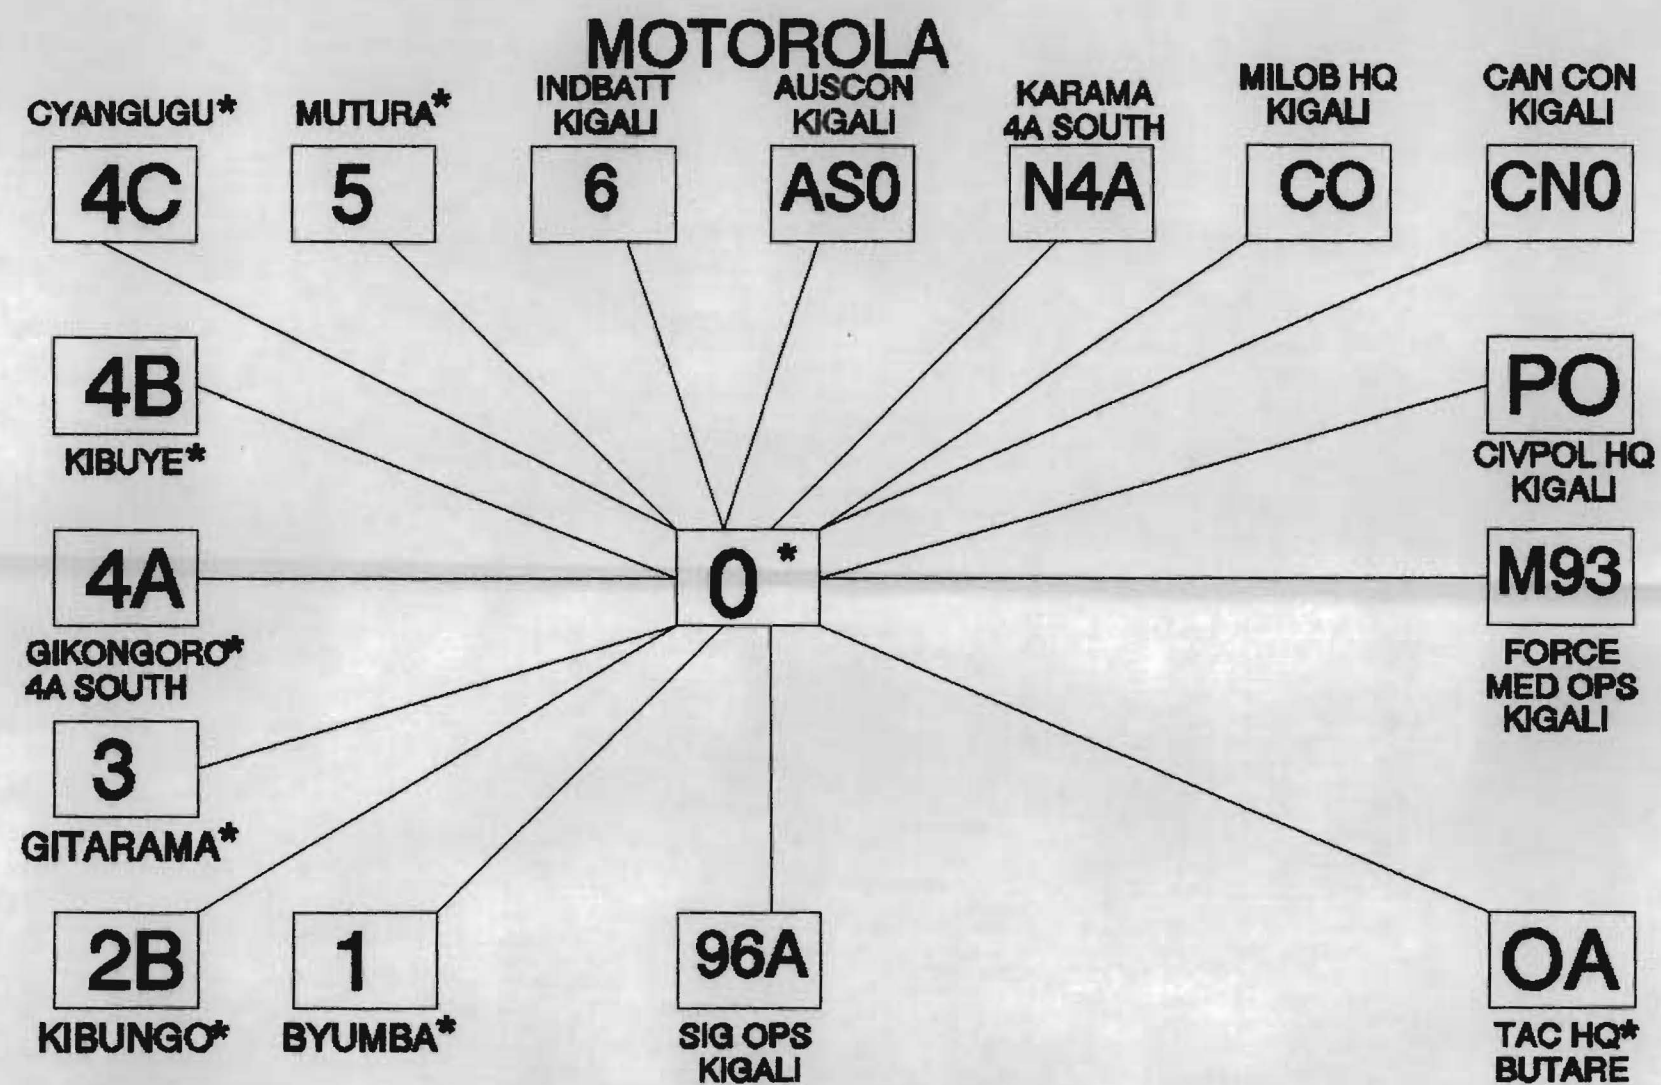 MOTOROLA
CYANGUGU*
4C
MUTURA*
5
INDBATT
KIGALI
6
AUSCON
KIGALI
AS0
KARAMA
4A SOUTH
N4A
MILOB HQ
KIGALI
CO
CAN CON
KIGALI
CN0
4B
KIBUYE*
PO
CIVPOL HQ
KIGALI
4A
GIKONGORO*
4A SOUTH
0*
M93
FORCE
MED OPS
KIGALI
3
GITARAMA*
2B
KIBUNGO*
1
BYUMBA*
96A
SIG OPS
KIGALI
OA
TAC HQ*
BUTARE